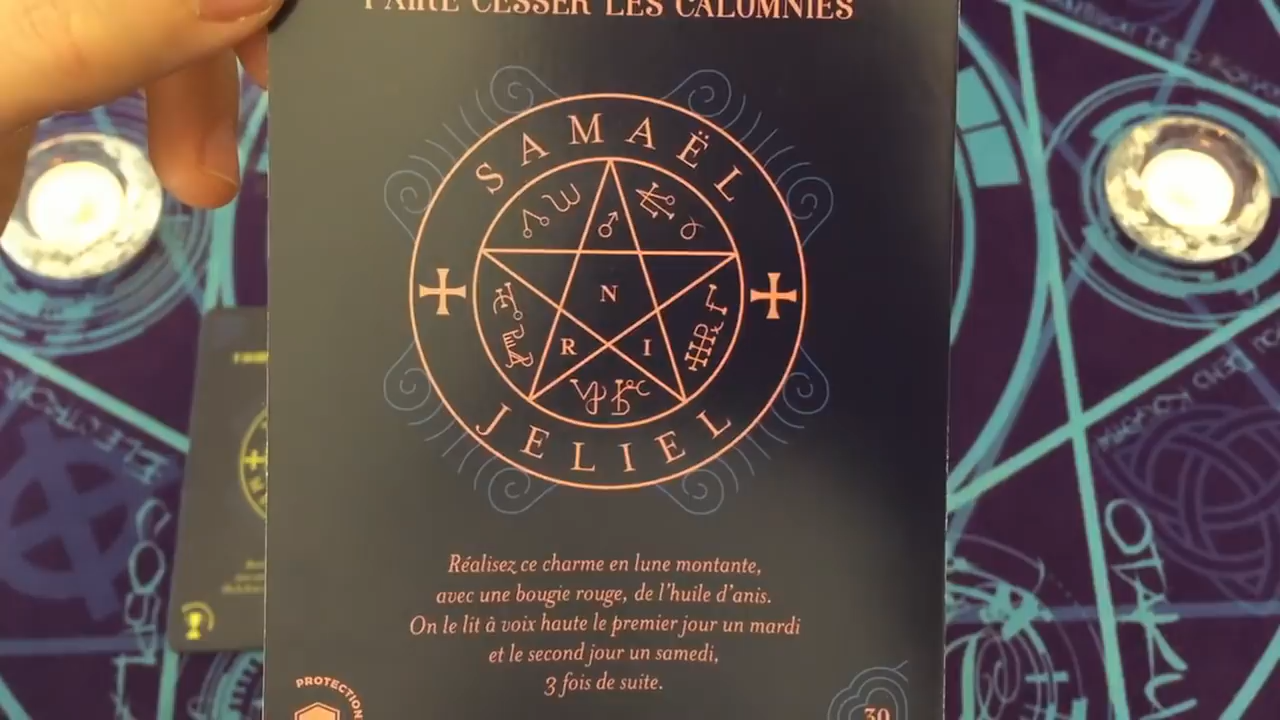 FAIRE CESSER LES CALOMNIES
SAMAËL
N
R I
JELIEL
Réalisez ce charme en lune montante,
avec une bougie rouge, de l'huile d'anis.
On le lit à voix haute le premier jour un mardi
et le second jour un samedi,
3 fois de suite.
PROTECTION
30
OTAKU